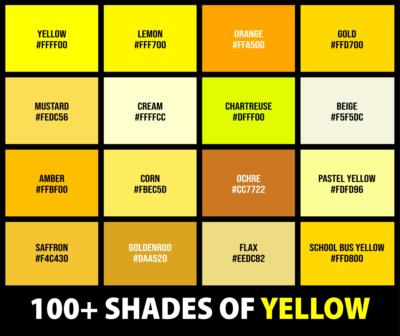 YELLOW
#FFFF00
LEMON
#FFF700
ORANGE
#FFA500
GOLD
#FFD700
MUSTARD
#FEDC56
CREAM
#FFFFCC
CHARTREUSE
#DFFF00
BEIGE
#F5F5DC
AMBER
#FFBF00
CORN
#FBEC5D
OCHRE
#CC7722
PASTEL YELLOW
#FDFD96
SAFFRON
#F4C430
GOLDENROD
#DAA520
FLAX
#EEDC82
SCHOOL BUS YELLOW
#FFD800
100+ SHADES OF YELLOW